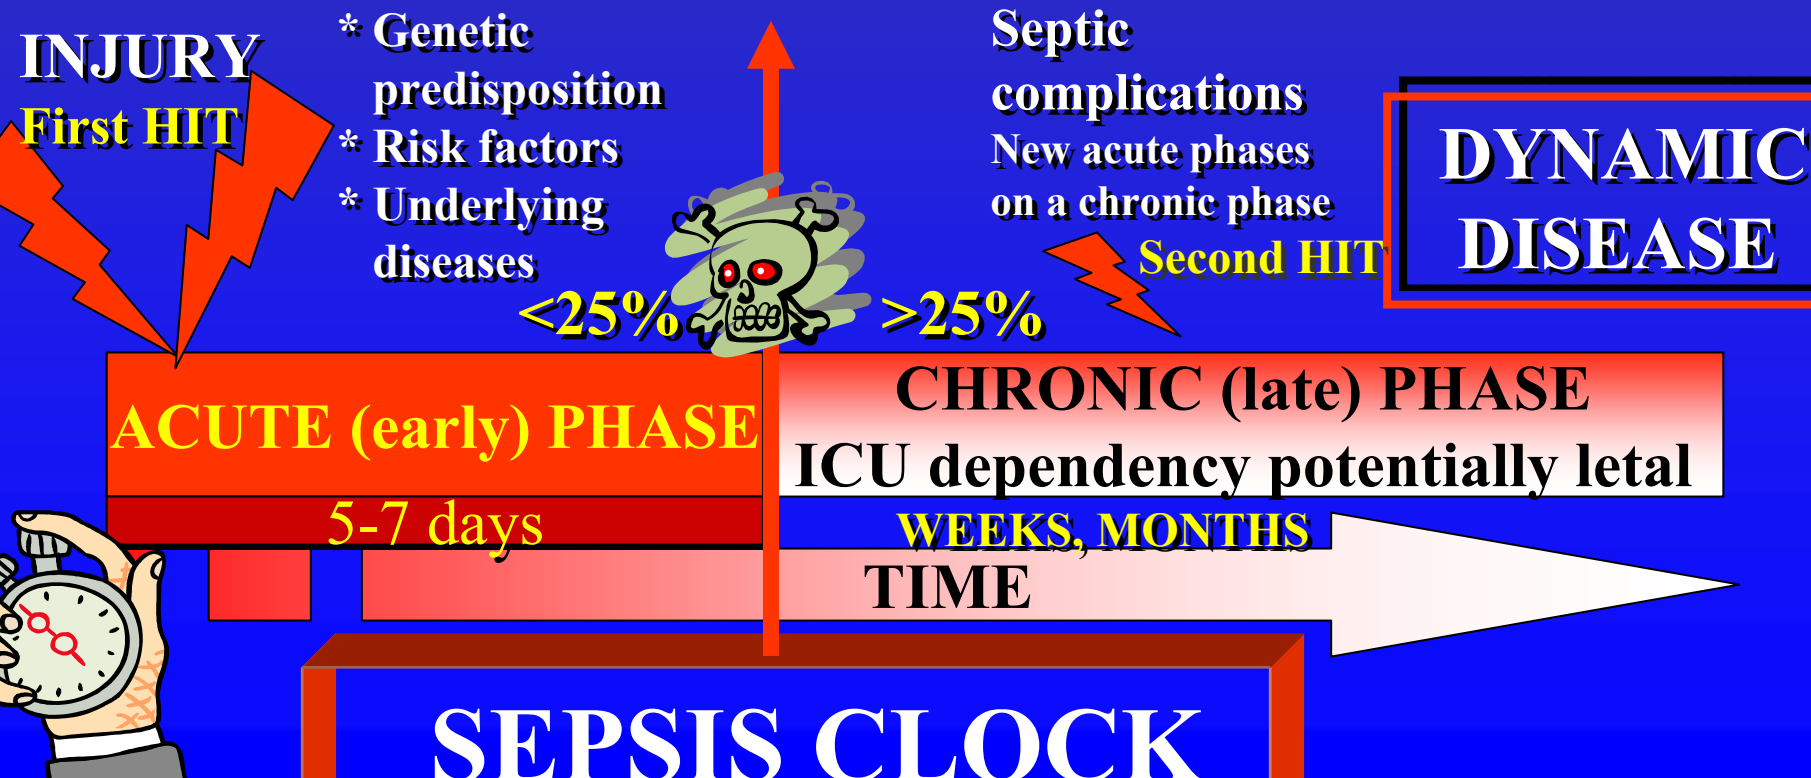 INJURY
First HIT
* Genetic
predisposition
* Risk factors
* Underlying
diseases
<25%
>25%
Septic
complications
New acute phases
on a chronic phase
Second HIT
DYNAMIC
DISEASE
ACUTE (early) PHASE
5-7 days
CHRONIC (late) PHASE
ICU dependency potentially letal
WEEKS, MONTHS
TIME
SEPSIS CLOCK